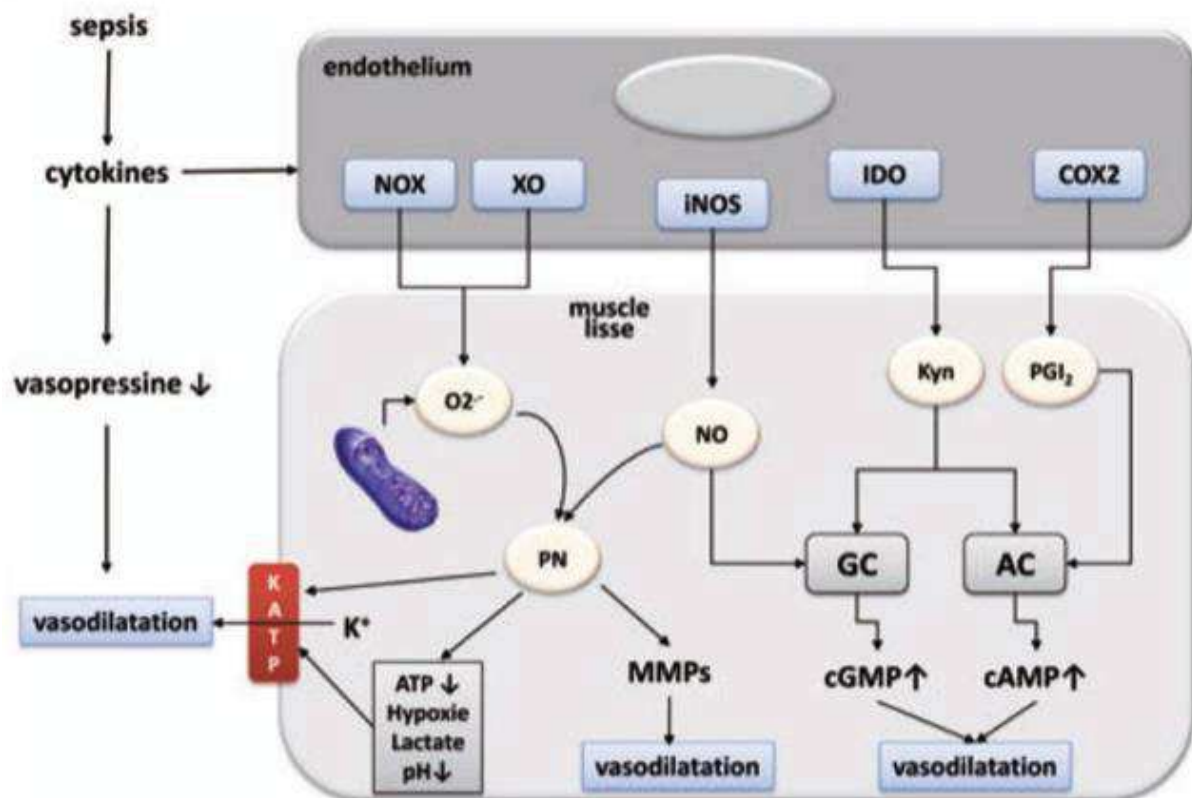 sepsis
endothelium
cytokines
NOX
XO
iNOS
IDO
COX2
muscle
lisse
vasopressine ↓
O2·-
NO
Kyn
PGI₂
PN
GC
AC
KATP
K⁺
vasodilatation
ATP ↓
Hypoxie
Lactate
pH↓
MMPs
cGMP↑
cAMP↑
vasodilatation
vasodilatation